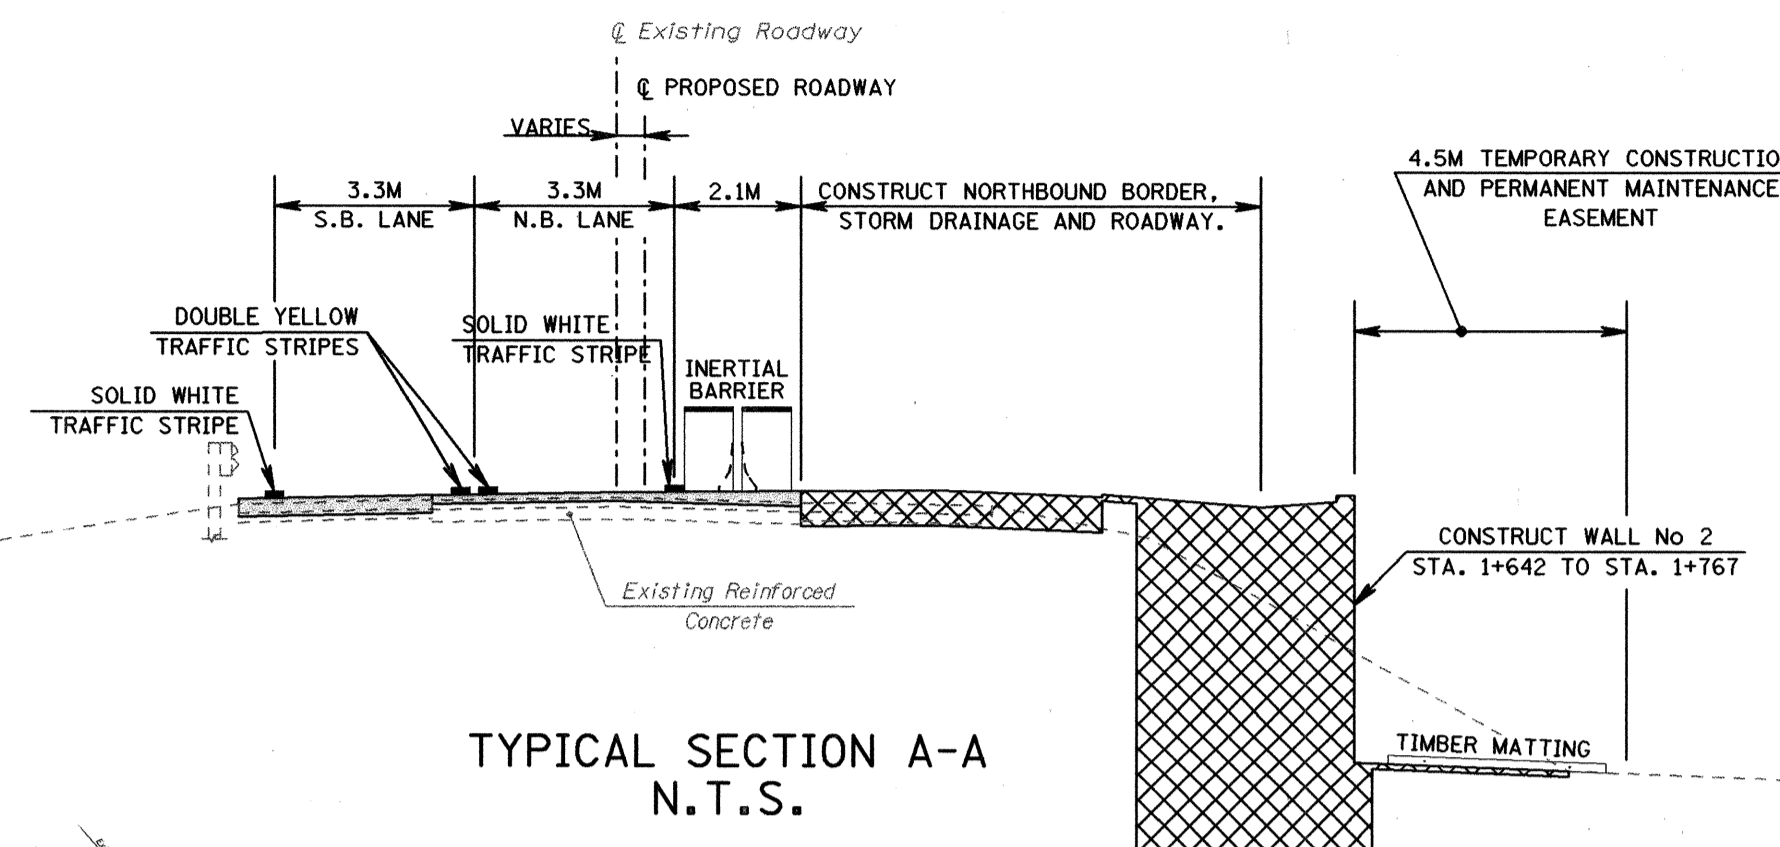 ℄ Existing Roadway
℄ PROPOSED ROADWAY
VARIES
4.5M TEMPORARY CONSTRUCTIO
AND PERMANENT MAINTENANCE
EASEMENT
3.3M
S.B. LANE
3.3M
N.B. LANE
2.1M
CONSTRUCT NORTHBOUND BORDER,
STORM DRAINAGE AND ROADWAY.
DOUBLE YELLOW
TRAFFIC STRIPES
SOLID WHITE
TRAFFIC STRIPE
INERTIAL
BARRIER
SOLID WHITE
TRAFFIC STRIPE
CONSTRUCT WALL No 2
STA. 1+642 TO STA. 1+767
Existing Reinforced
Concrete
TIMBER MATTING
TYPICAL SECTION A-A
N.T.S.